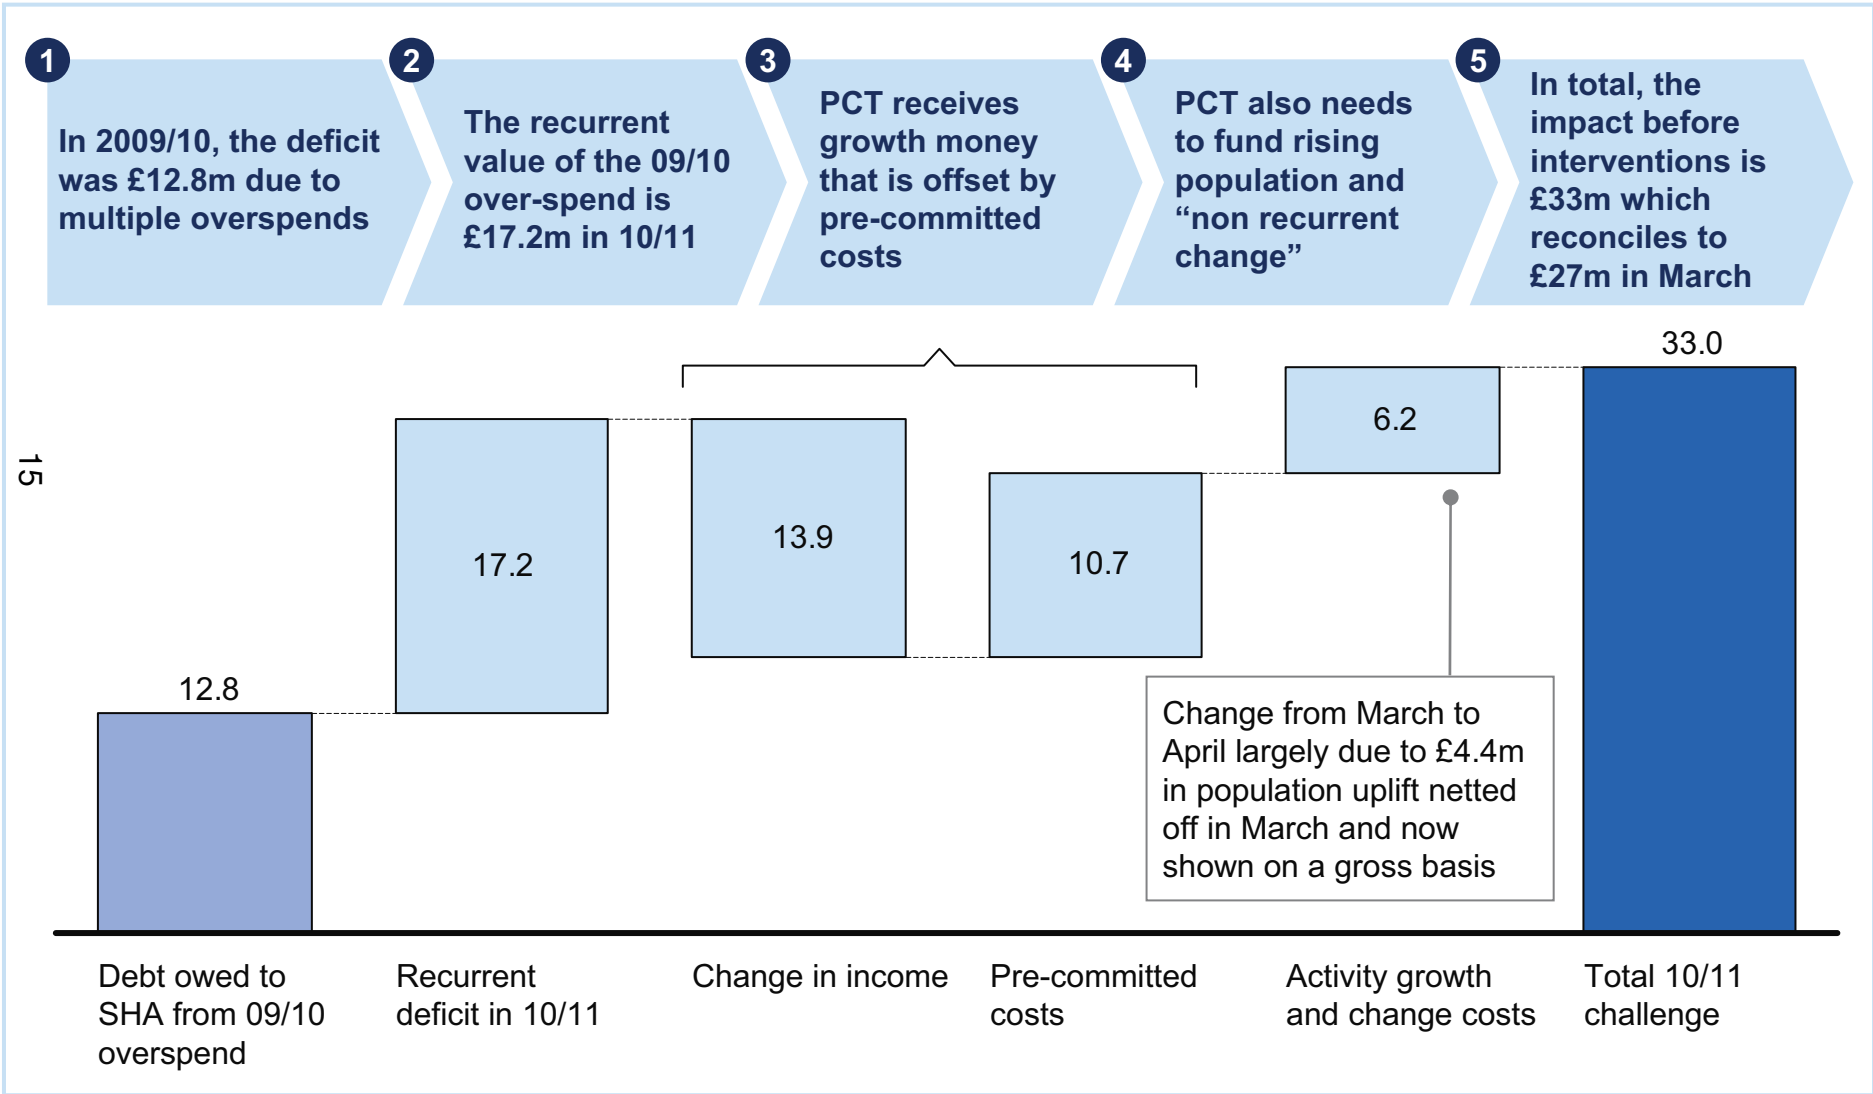 1
In 2009/10, the deficit
was £12.8m due to
multiple overspends
2
The recurrent
value of the 09/10
over-spend is
£17.2m in 10/11
3
PCT receives
growth money
that is offset by
pre-committed
costs
4
PCT also needs
to fund rising
population and
“non recurrent
change”
5
In total, the
impact before
interventions is
£33m which
reconciles to
£27m in March
15
12.8
17.2
13.9
10.7
6.2
33.0
Change from March to
April largely due to £4.4m
in population uplift netted
off in March and now
shown on a gross basis
Debt owed to
SHA from 09/10
overspend
Recurrent
deficit in 10/11
Change in income
Pre-committed
costs
Activity growth
and change costs
Total 10/11
challenge